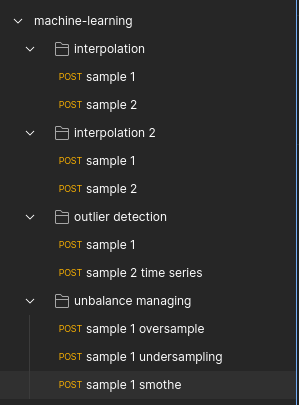 machine-learning
interpolation
POST sample 1
POST sample 2
interpolation 2
POST sample 1
POST sample 2
outlier detection
POST sample 1
POST sample 2 time series
unbalance managing
POST sample 1 oversample
POST sample 1 undersampling
POST sample 1 smothe